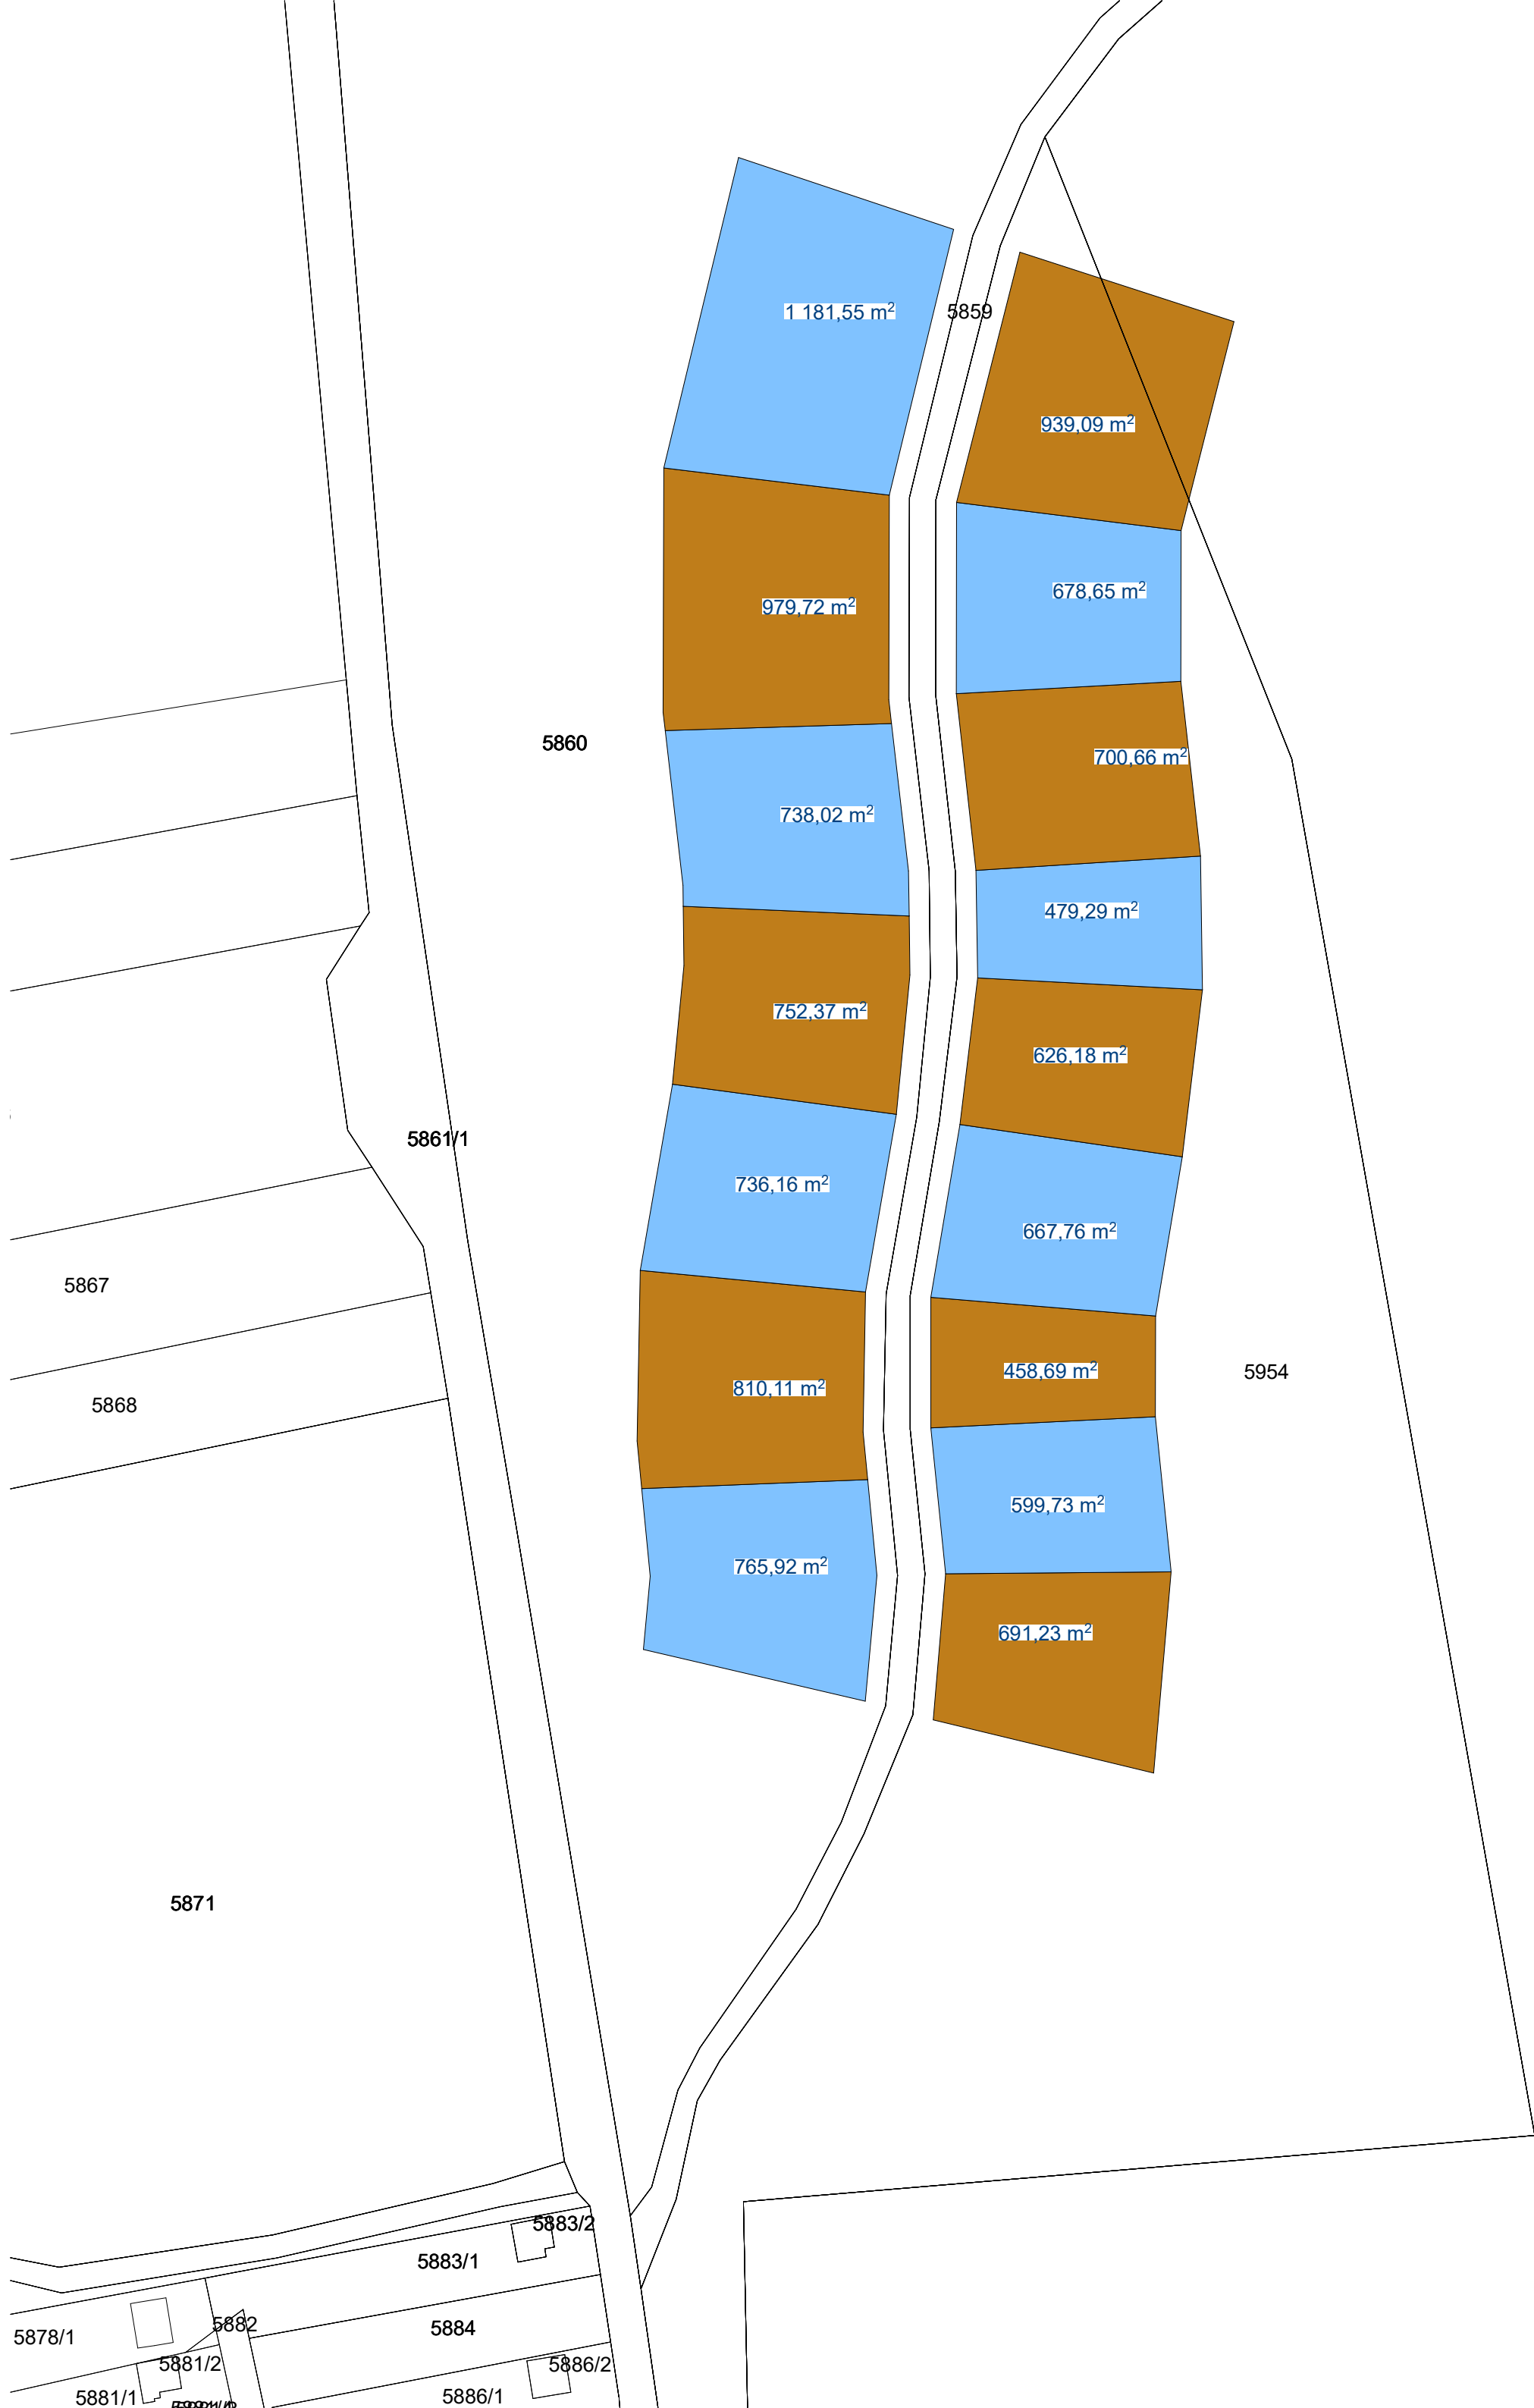 1 181,55 m²
5859
939,09 m²
678,65 m²
979,72 m²
5860
700,66 m²
738,02 m²
479,29 m²
752,37 m²
626,18 m²
5861/1
736,16 m²
667,76 m²
5867
458,69 m²
5954
810,11 m²
5868
599,73 m²
765,92 m²
691,23 m²
5871
5883/2
5883/1
5882
5884
5878/1
5881/2
5886/2
5881/1
5886/1